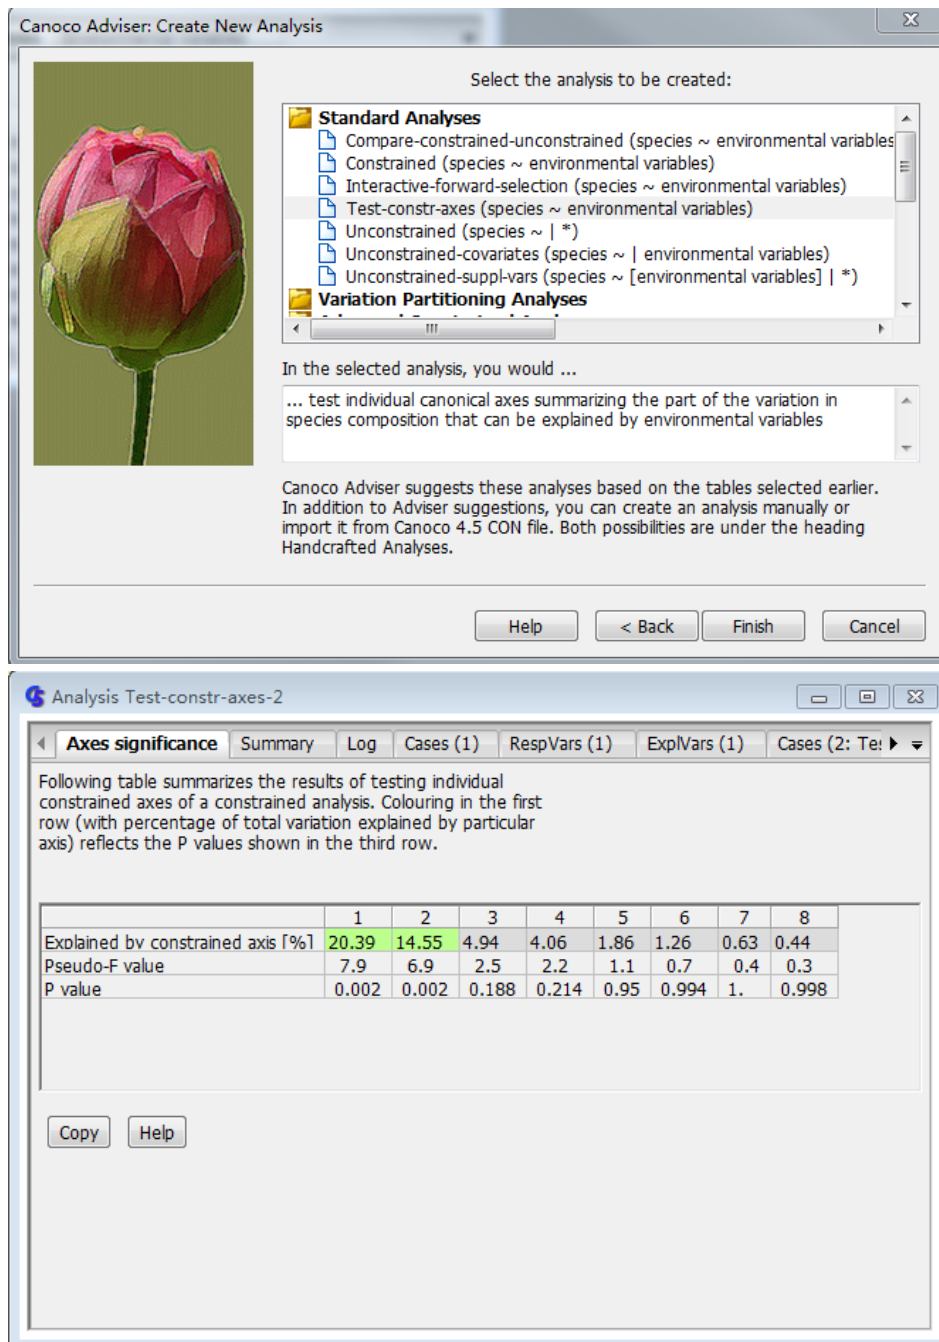 Canoco Adviser: Create New Analysis
Select the analysis to be created:
Standard Analyses
Compare-constrained-unconstrained (species ~ environmental variables
Constrained (species ~ environmental variables)
Interactive-forward-selection (species ~ environmental variables)
Test-constr-axes (species ~ environmental variables)
Unconstrained (species ~ | *)
Unconstrained-covariates (species ~ | environmental variables)
Unconstrained-suppl-vars (species ~ [environmental variables] | *)
Variation Partitioning Analyses
In the selected analysis, you would ...
... test individual canonical axes summarizing the part of the variation in
species composition that can be explained by environmental variables
Canoco Adviser suggests these analyses based on the tables selected earlier.
In addition to Adviser suggestions, you can create an analysis manually or
import it from Canoco 4.5 CON file. Both possibilities are under the heading
Handcrafted Analyses.
Help < Back Finish Cancel
Analysis Test-constr-axes-2
Axes significance Summary Log Cases (1) RespVars (1) ExplVars (1) Cases (2: Te
Following table summarizes the results of testing individual
constrained axes of a constrained analysis. Colouring in the first
row (with percentage of total variation explained by particular
axis) reflects the P values shown in the third row.
1 2 3 4 5 6 7 8
Explained by constrained axis [%] 20.39 14.55 4.94 4.06 1.86 1.26 0.63 0.44
Pseudo-F value 7.9 6.9 2.5 2.2 1.1 0.7 0.4 0.3
P value 0.002 0.002 0.188 0.214 0.95 0.994 1. 0.998
Copy Help